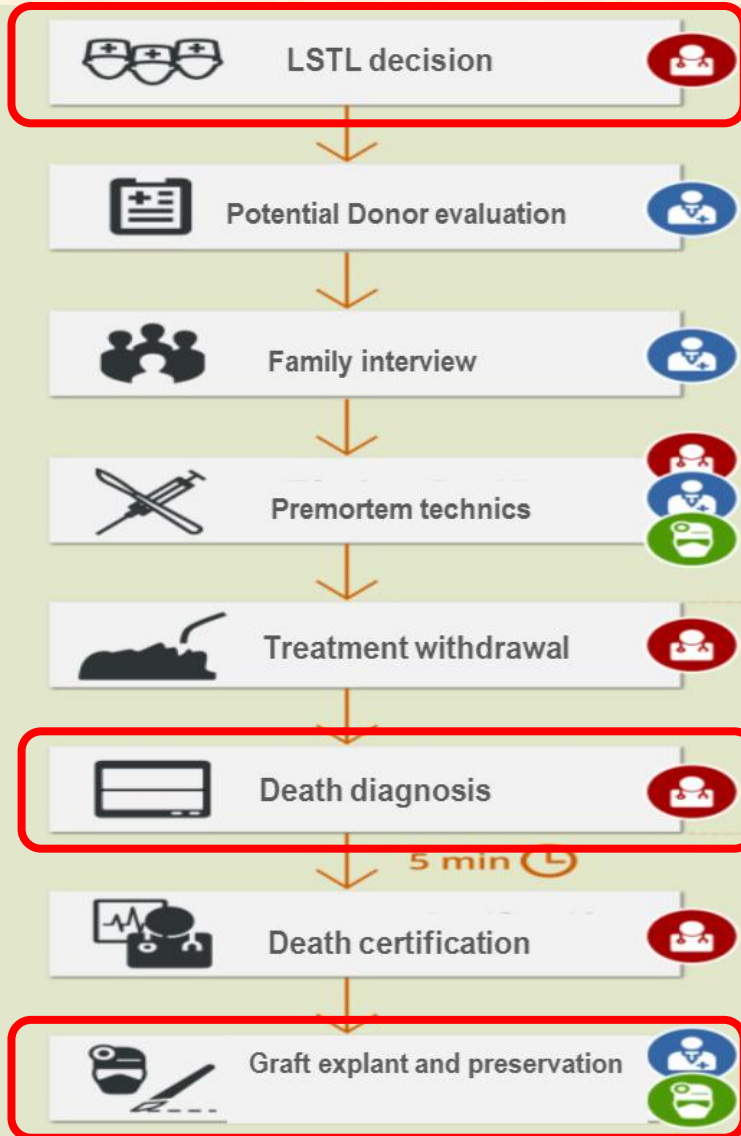 LSTL decision
Potential Donor evaluation
Family interview
Premortem technics
Treatment withdrawal
Death diagnosis
5 min
Death certification
Graft explant and preservation